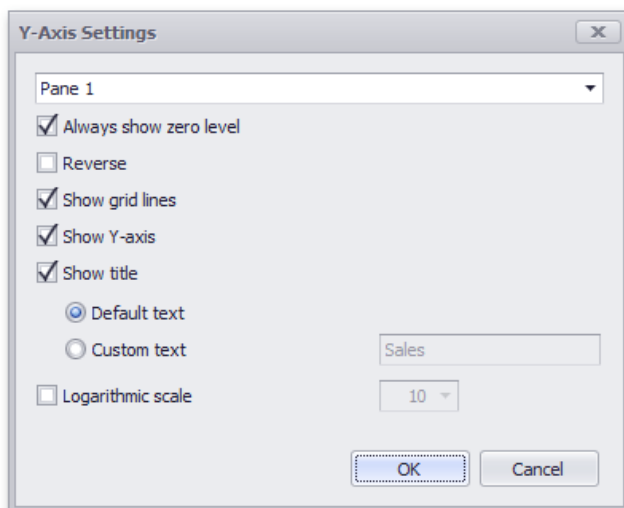 Y-Axis Settings
Pane 1
Always show zero level
Reverse
Show grid lines
Show Y-axis
Show title
Default text
Custom text Sales
Logarithmic scale 10
OK Cancel